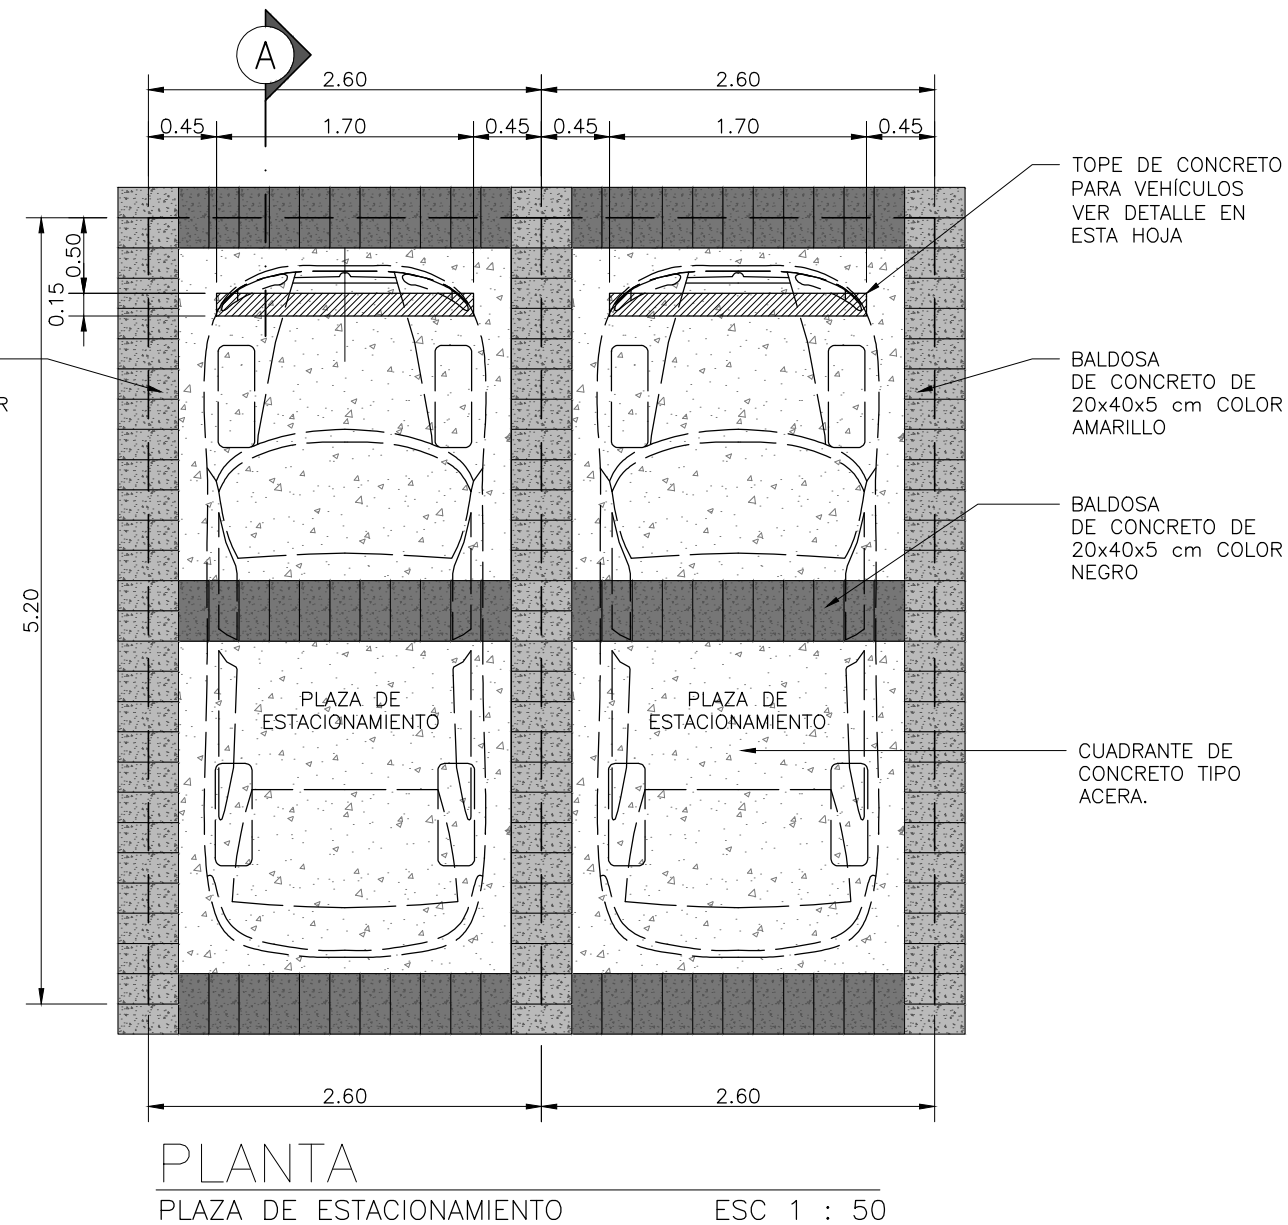 A
2.60
2.60
0.45
1.70
0.45
0.45
1.70
0.45
TOPE DE CONCRETO
PARA VEHÍCULOS
VER DETALLE EN
ESTA HOJA
0.50
0.15
R
BALDOSA
DE CONCRETO DE
20x40x5 cm COLOR
AMARILLO
BALDOSA
DE CONCRETO DE
20x40x5 cm COLOR
NEGRO
5.20
PLAZA DE
ESTACIONAMIENTO
PLAZA DE
ESTACIONAMIENTO
CUADRANTE DE
CONCRETO TIPO
ACERA.
2.60
2.60
PLANTA
PLAZA DE ESTACIONAMIENTO ESC 1 : 50